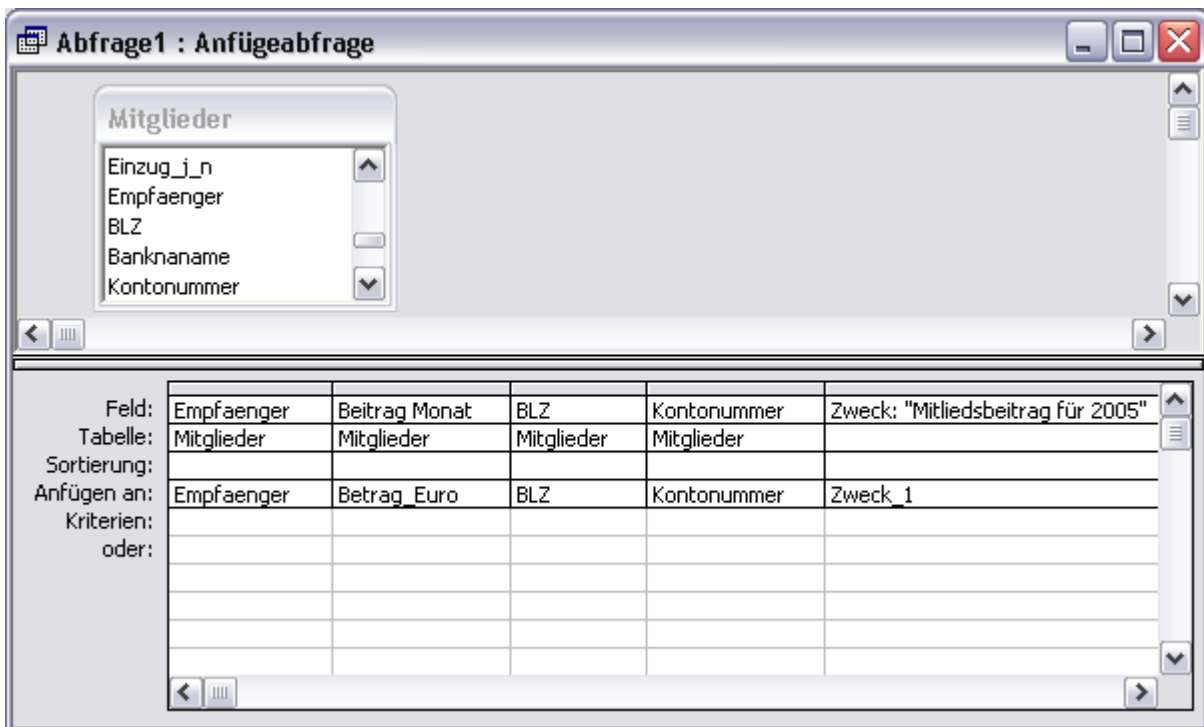 Abfrage1 : Anfügeabfrage
Mitglieder
Einzug_j_n
Empfaenger
BLZ
Banknaname
Kontonummer
Feld: Empfaenger Beitrag Monat BLZ Kontonummer Zweck: "Mitliedsbeitrag für 2005"
Tabelle: Mitglieder Mitglieder Mitglieder Mitglieder
Sortierung:
Anfügen an: Empfaenger Betrag_Euro BLZ Kontonummer Zweck_1
Kriterien:
oder: